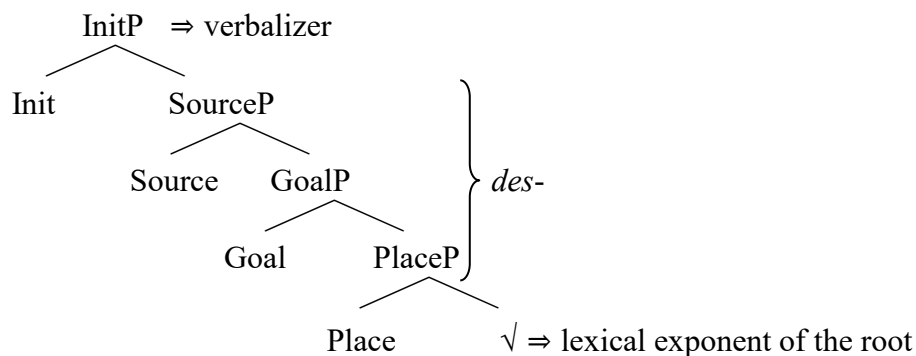 InitP ⇒ verbalizer
Init SourceP
Source GoalP des-
Goal PlaceP
Place √ ⇒ lexical exponent of the root